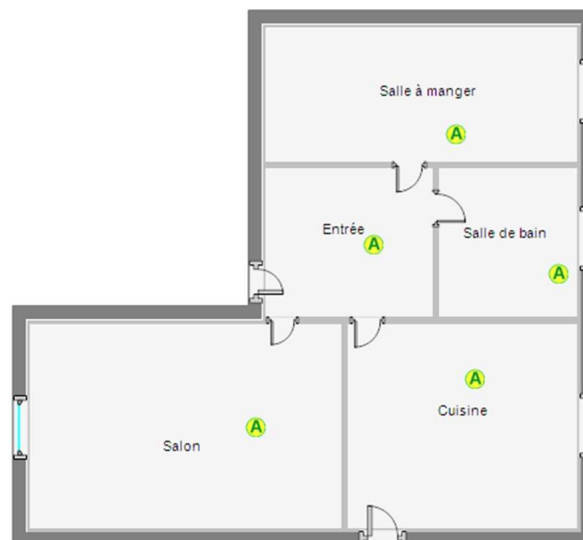 Salle à manger
A
Entrée
A
Salle de bain
A
A
Cuisine
A
Salon